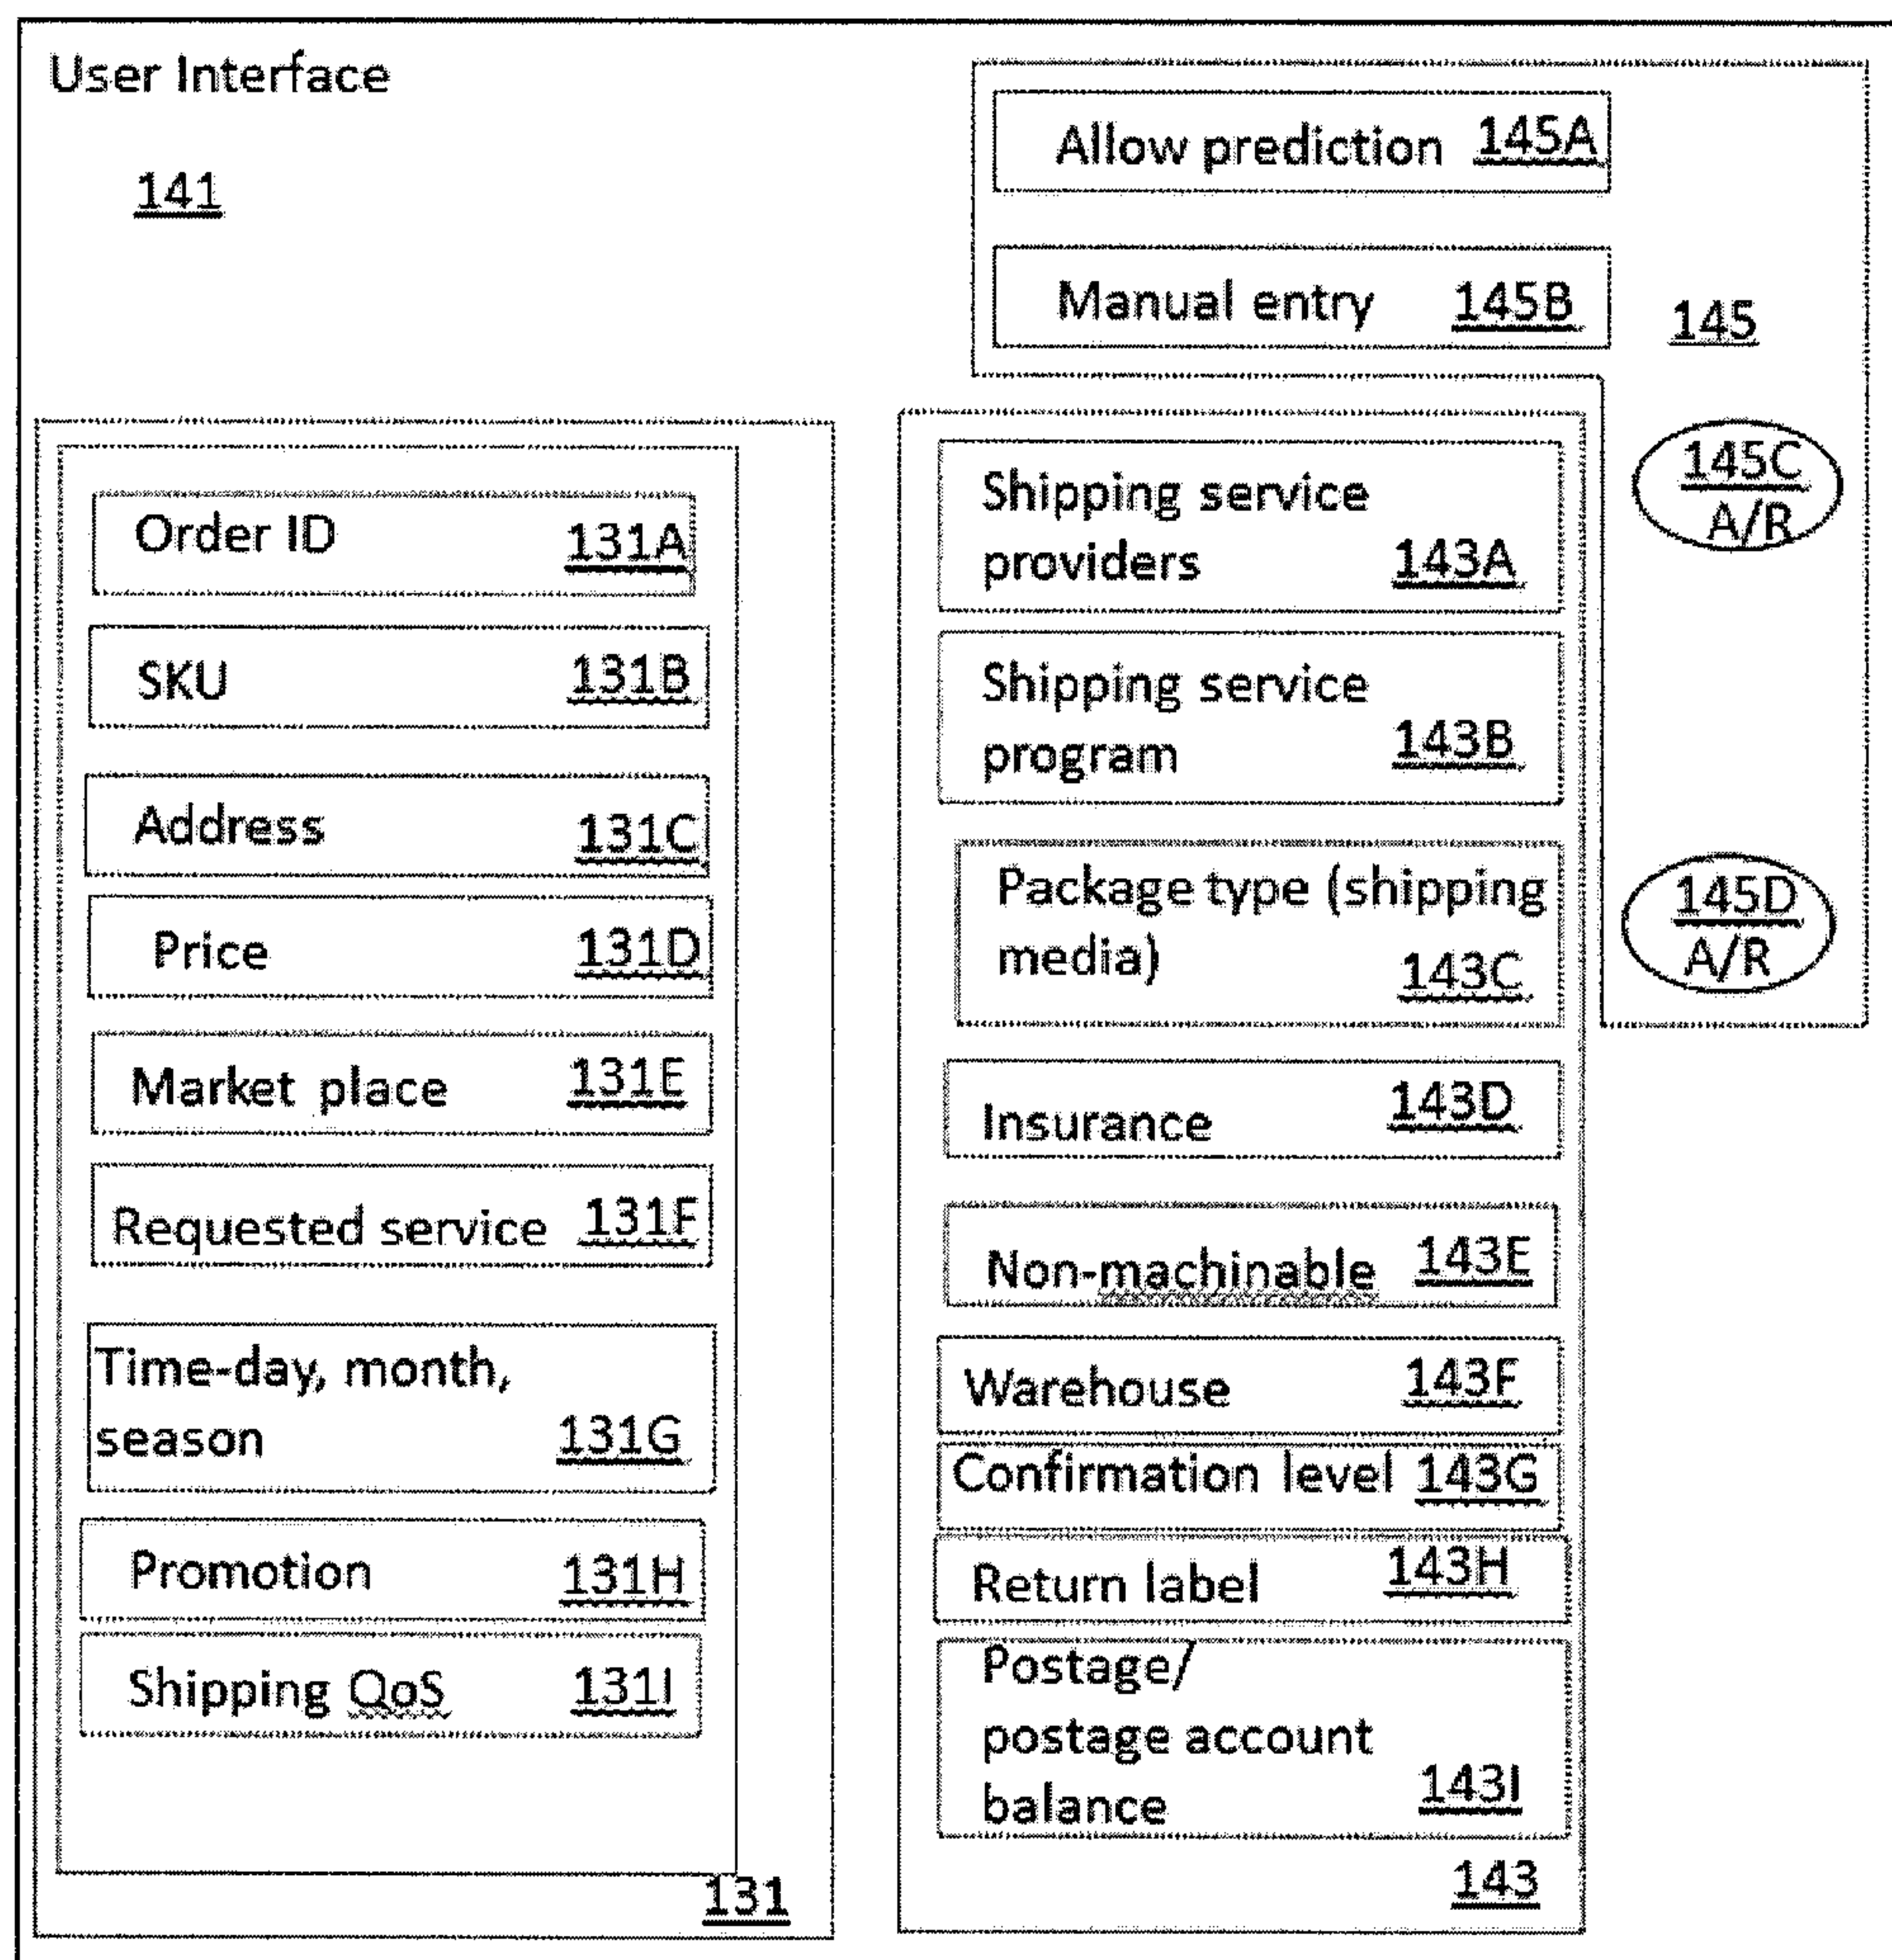 User Interface
141
Allow prediction 145A
Manual entry 145B
145
Order ID 131A
SKU 131B
Address 131C
Price 131D
Market place 131E
Requested service 131F
Time-day, month,
season 131G
Promotion 131H
Shipping QoS 131I
131
Shipping service
providers 143A
Shipping service
program 143B
Package type (shipping
media) 143C
Insurance 143D
Non-machinable 143E
Warehouse 143F
Confirmation level 143G
Return label 143H
Postage/
postage account
balance 143I
143
145C
A/R
145D
A/R